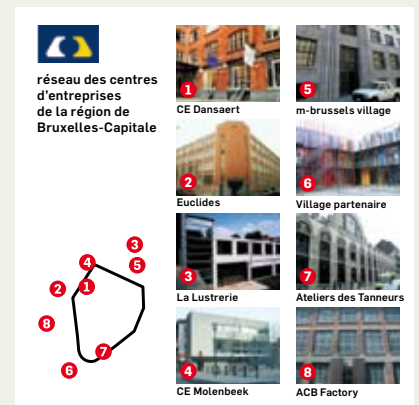 réseau des centres
d'entreprises
de la région de
Bruxelles-Capitale
1
CE Dansaert
5
m-brussels village
2
Euclides
6
Village partenaire
3
La Lustrerie
7
Ateliers des Tanneurs
4
CE Molenbeek
8
ACB Factory
3
4
5
2
1
8
7
6